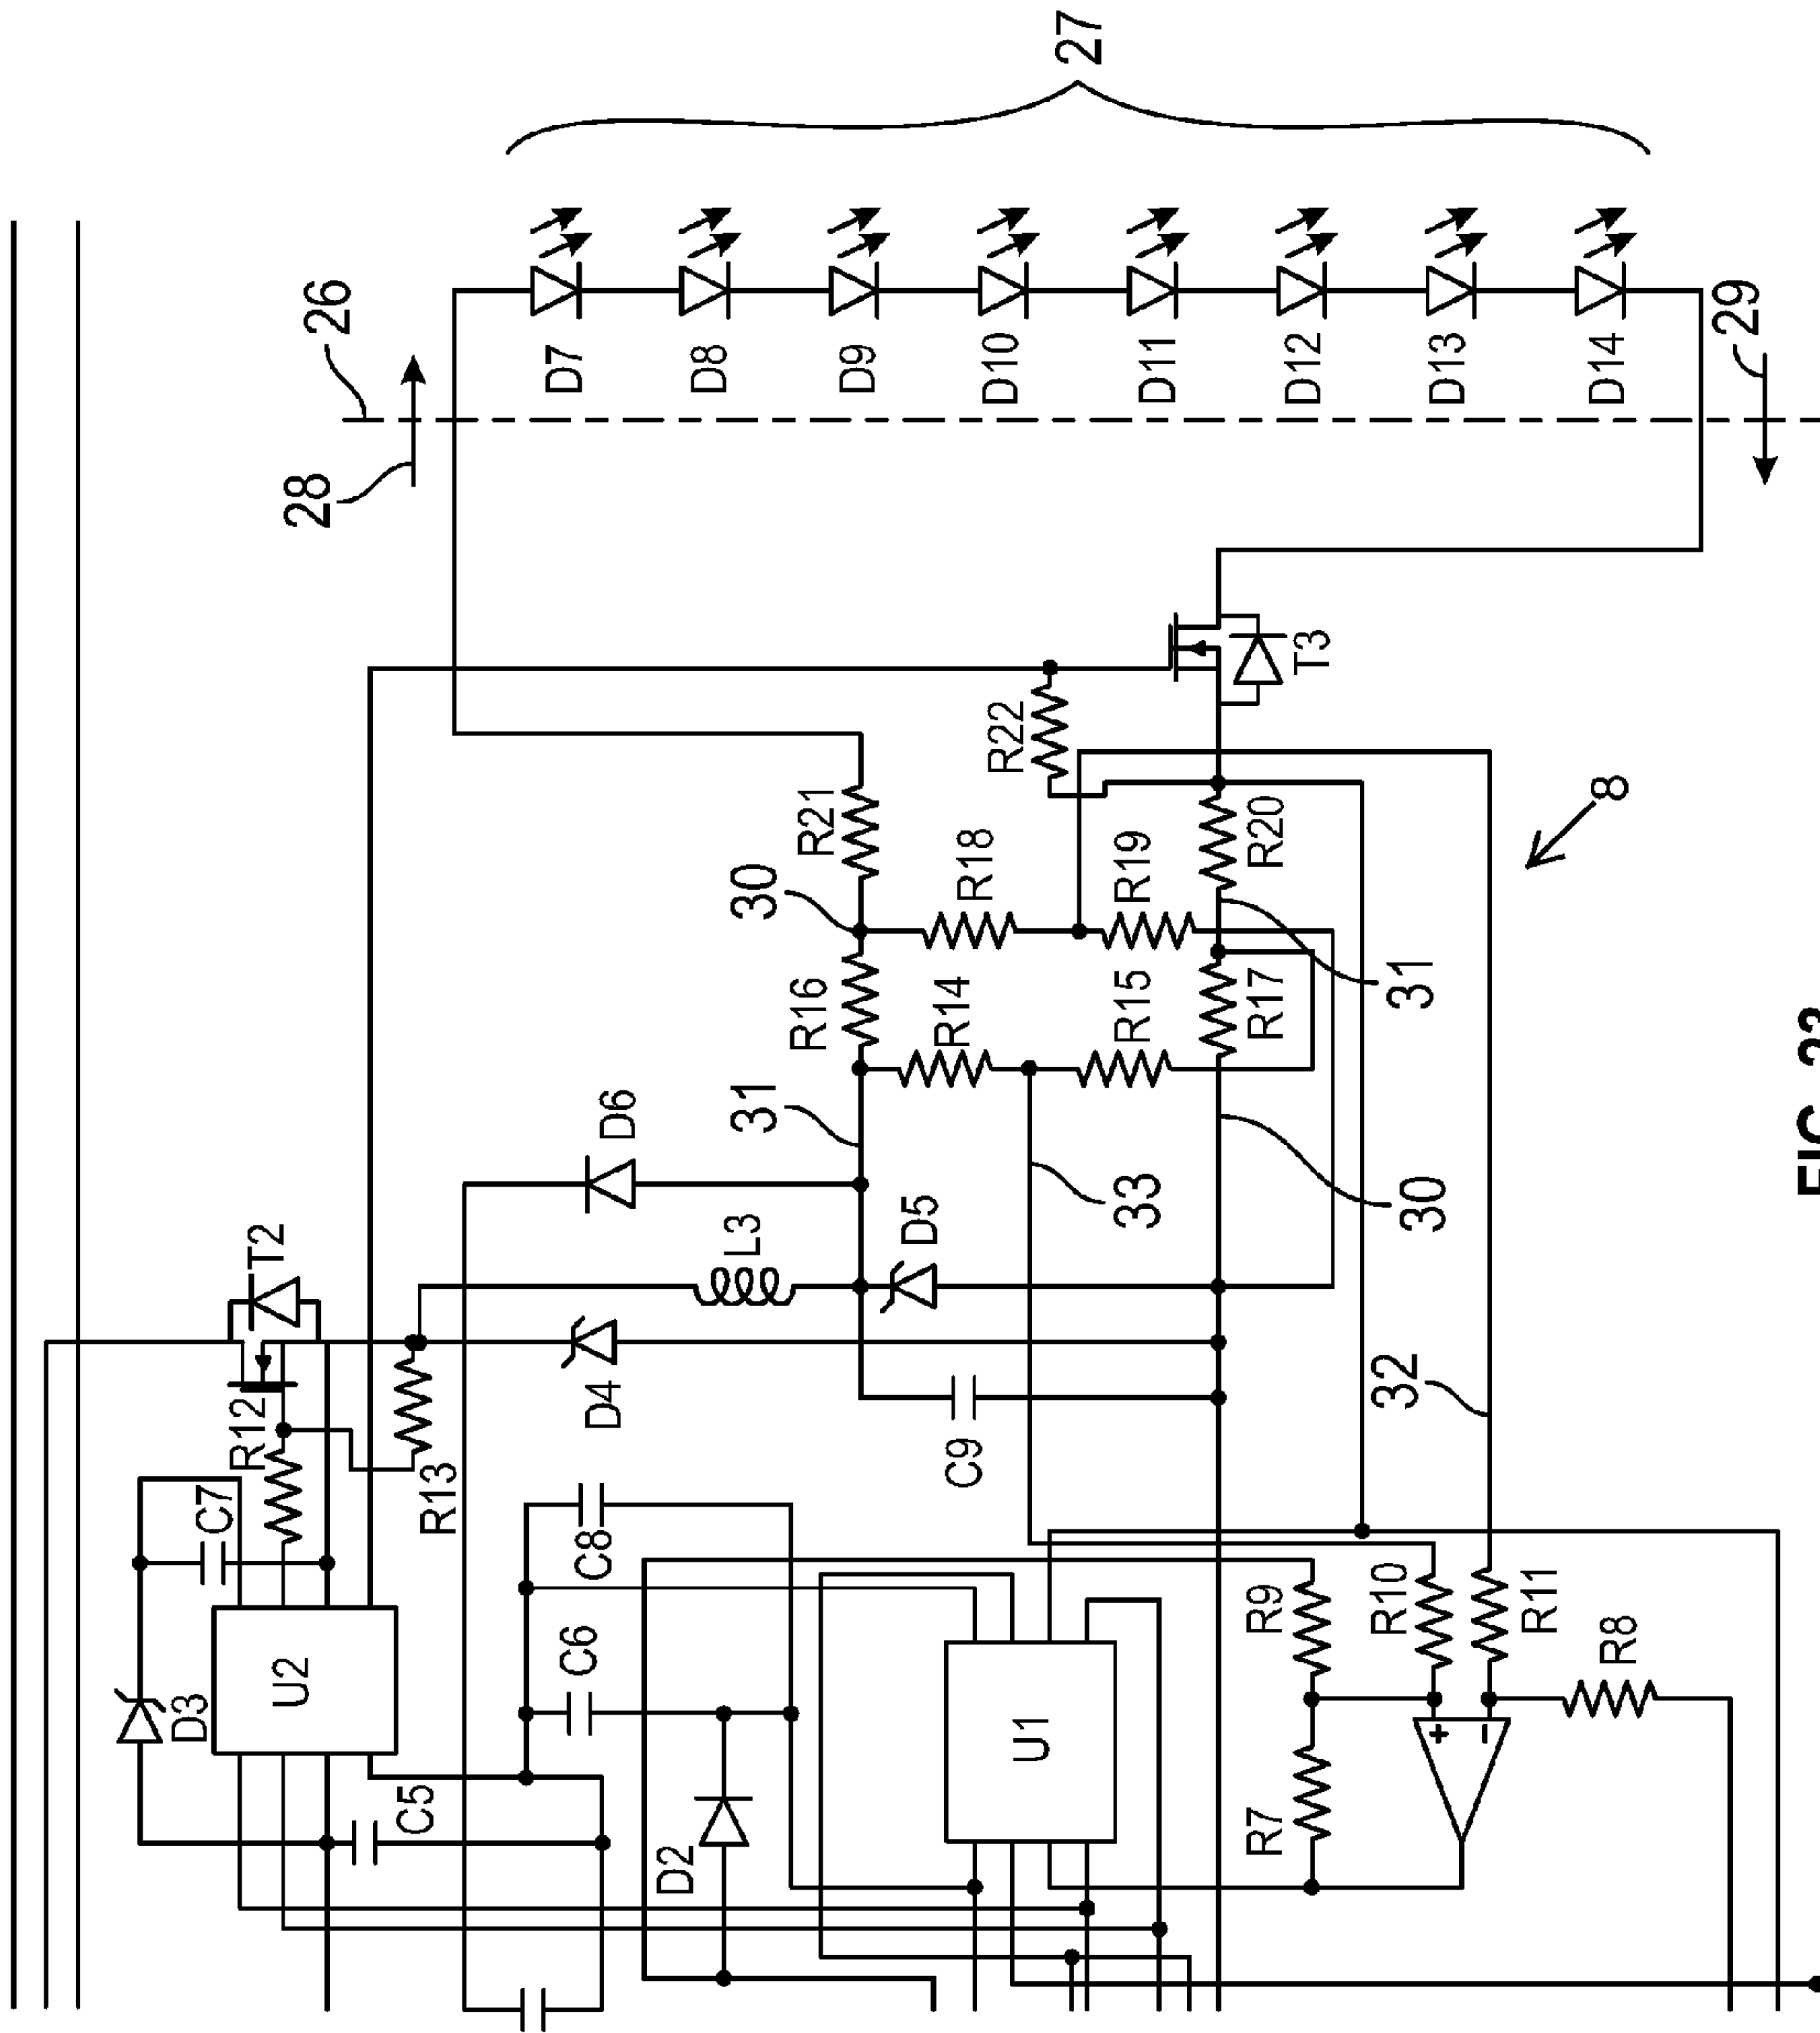 27
26
28
29
D7
D8
D9
D10
D11
D12
D13
D14
T3
R22
8
R21
R18
R19
R20
30
31
R16
R14
R15
R17
31
D6
33
30
T2
L3
D5
R12
R13
D4
C9
32
C7
C8
D3
U2
C6
U1
R9
R10
R11
R8
C5
D2
R7
+
–
FIG. 23